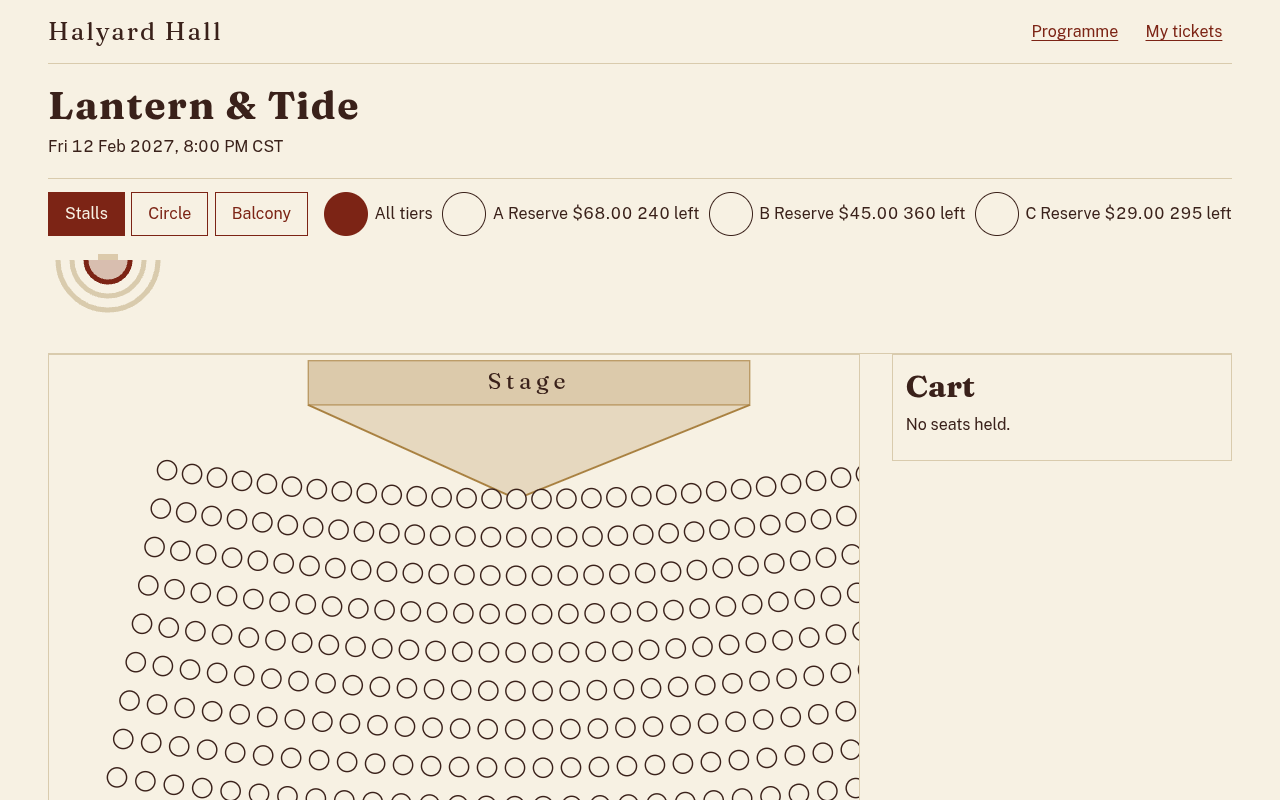 Halyard Hall
Programme
My tickets
Lantern & Tide
Fri 12 Feb 2027, 8:00 PM CST
Stalls
Circle
Balcony
All tiers
A Reserve $68.00 240 left
B Reserve $45.00 360 left
C Reserve $29.00 295 left
Stage
Cart
No seats held.